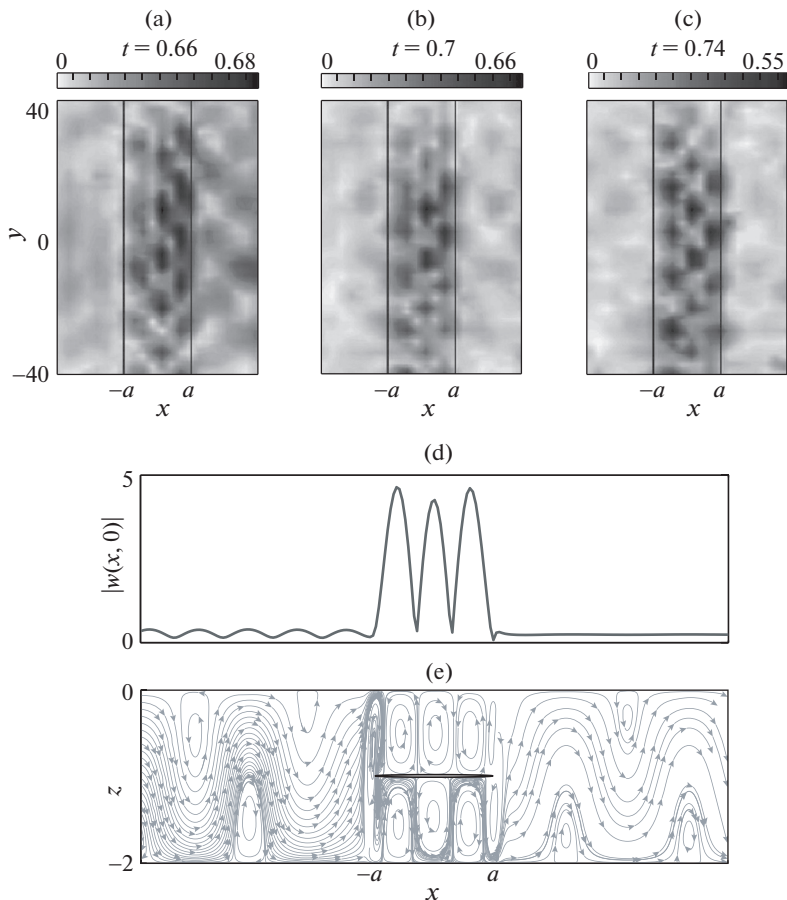 (a) (b) (c)
0 t = 0.66 0.68 0 t = 0.7 0.66 0 t = 0.74 0.55
40
y 0
−40
−a a −a a −a a
x x x
(d)
5
|w(x, 0)|
0
(e)
0
z −1
−2
−a x a